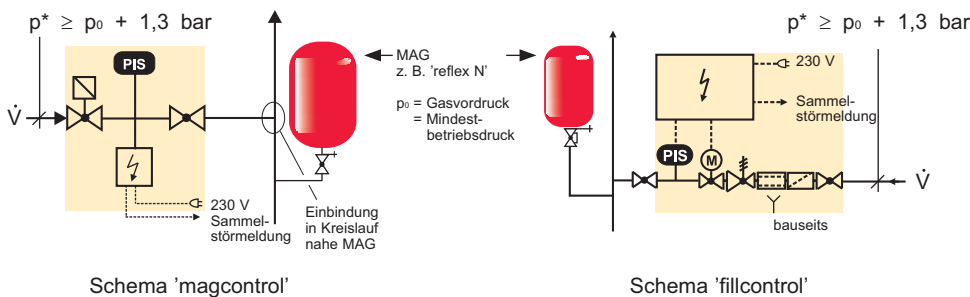 p* ≥ p₀ + 1,3 bar
PIS
V̇
230 V
Sammel-
störmeldung
Einbindung
in Kreislauf
nahe MAG
Schema 'magcontrol'
MAG
z. B. 'reflex N'
p₀ = Gasvordruck
= Mindest-
betriebsdruck
p* ≥ p₀ + 1,3 bar
230 V
Sammel-
störmeldung
PIS
M
V̇
bauseits
Schema 'fillcontrol'